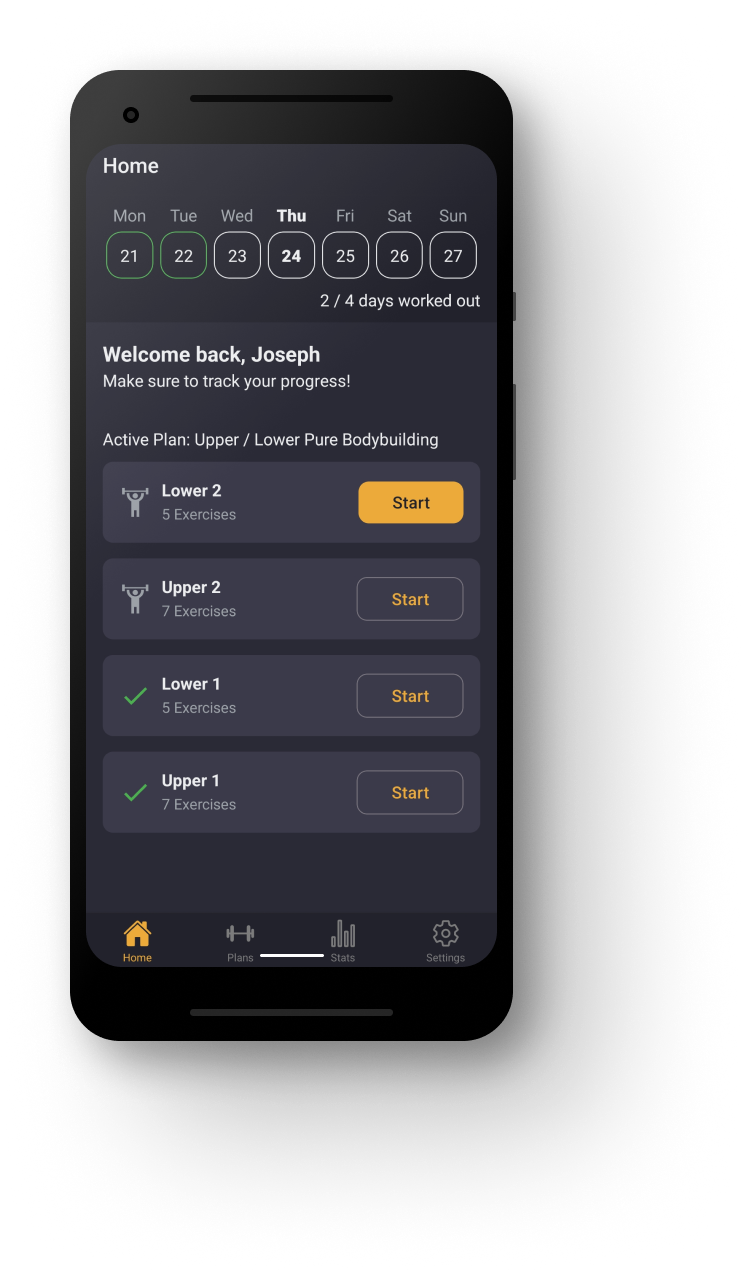 Home
Mon Tue Wed Thu Fri Sat Sun
21 22 23 24 25 26 27
2 / 4 days worked out
Welcome back, Joseph
Make sure to track your progress!
Active Plan: Upper / Lower Pure Bodybuilding
Lower 2
5 Exercises
Start
Upper 2
7 Exercises
Start
Lower 1
5 Exercises
Start
Upper 1
7 Exercises
Start
Home Plans Stats Settings